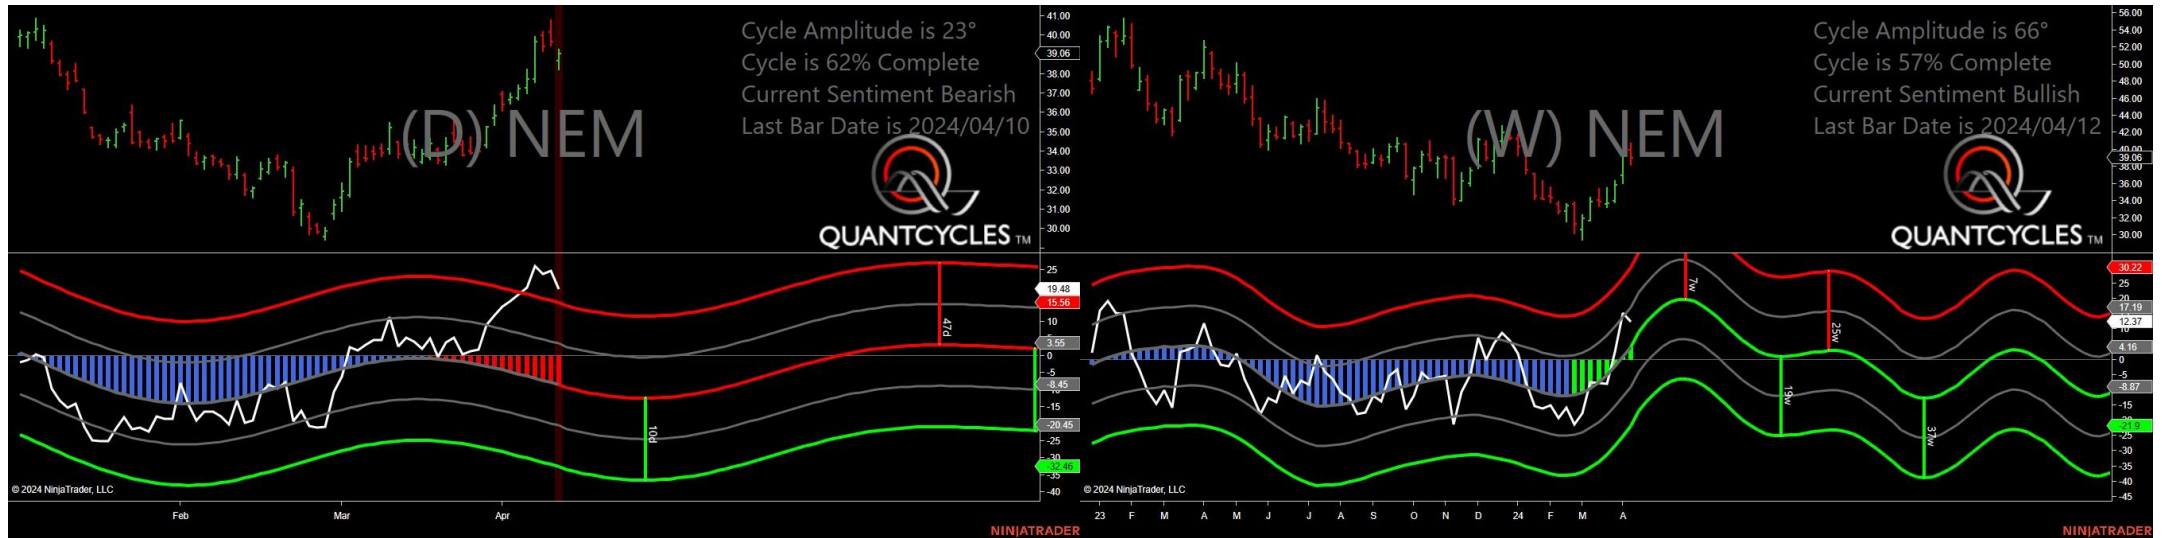 Cycle Amplitude is 23°
Cycle is 62% Complete
Current Sentiment Bearish
Last Bar Date is 2024/04/10
(D) NEM
QUANTCYCLES TM
41.00
40.00
39.06
38.00
37.00
36.00
35.00
34.00
33.00
32.00
31.00
30.00
25
19.48
15.56
10
3.55
0
-5
-8.45
-15
-20.45
-25
-30
-32.46
-35
-40
47d
10d
© 2024 NinjaTrader, LLC
Feb
Mar
Apr
NINJATRADER
Cycle Amplitude is 66°
Cycle is 57% Complete
Current Sentiment Bullish
Last Bar Date is 2024/04/12
(W) NEM
QUANTCYCLES TM
56.00
54.00
52.00
50.00
48.00
46.00
44.00
42.00
40.00
39.06
38.00
36.00
34.00
32.00
30.00
30.22
25
20
17.19
12.37
10
4.16
0
-5
-8.87
-15
-21.9
-25
-30
-35
-40
-45
7w
25w
19w
37w
© 2024 NinjaTrader, LLC
23 F M A M J J A S O N D 24 F M A
NINJATRADER